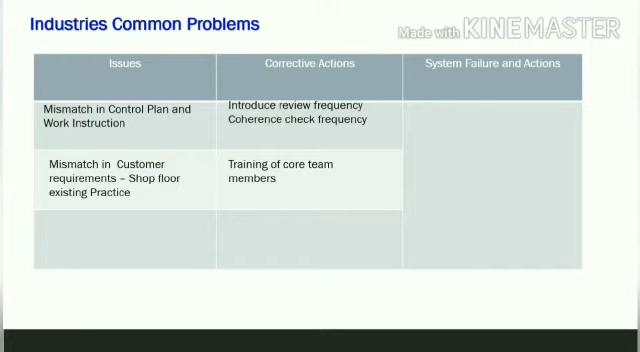 Industries Common Problems
Made with KINEMASTER
Issues
Corrective Actions
System Failure and Actions
Mismatch in Control Plan and
Work Instruction
Introduce review frequency
Coherence check frequency
Mismatch in Customer
requirements – Shop floor
existing Practice
Training of core team
members